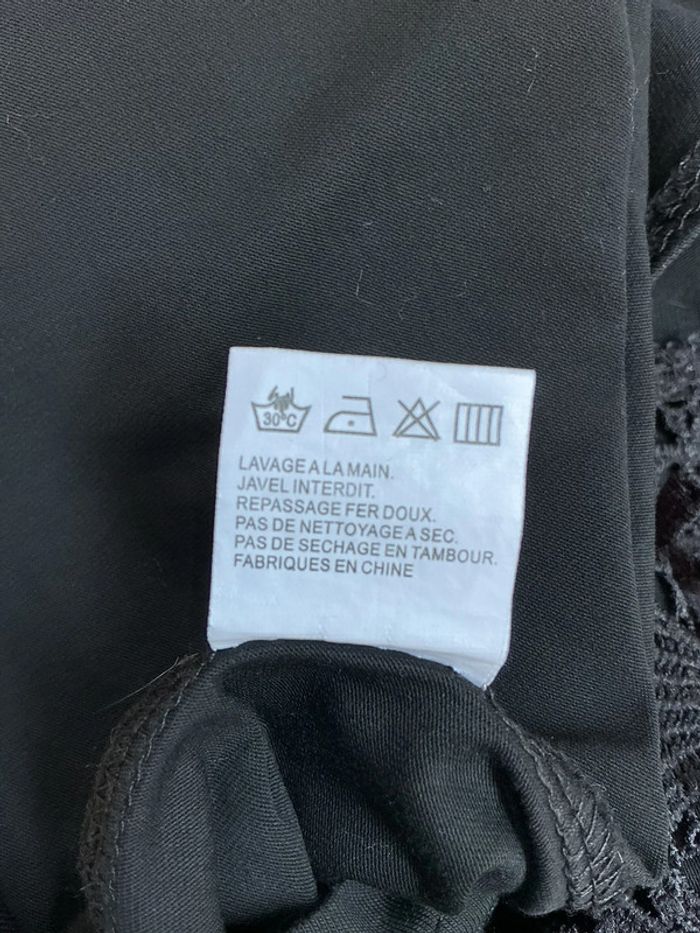 30°C
LAVAGE A LA MAIN.
JAVEL INTERDIT.
REPASSAGE FER DOUX.
PAS DE NETTOYAGE A SEC.
PAS DE SECHAGE EN TAMBOUR.
FABRIQUES EN CHINE